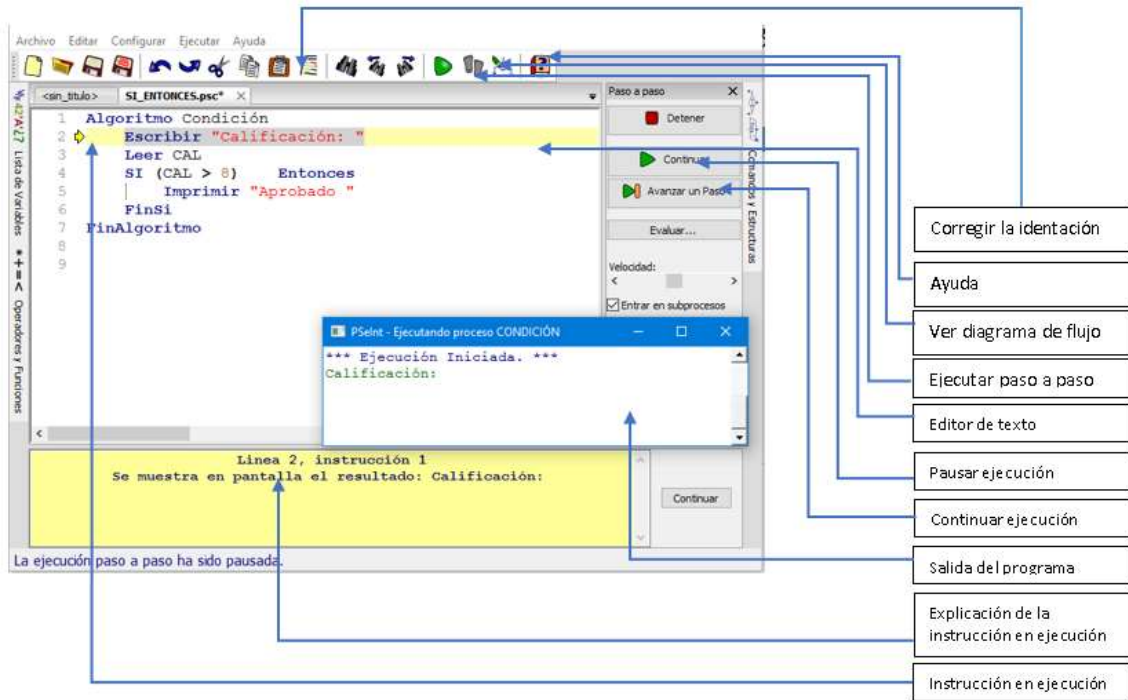 Archivo Editar Configurar Ejecutar Ayuda
<sin_titulo> SI_ENTONCES.psc* Paso a paso
1 Algoritmo Condición
2 Escribir "Calificación: "
3 Leer CAL
4 SI (CAL > 8) Entonces
5 Imprimir "Aprobado "
6 FinSi
7 FinAlgoritmo
8
9
Lista de Variables
*+=< Operadores y Funciones
Detener
Continuar
Avanzar un Paso
Evaluar...
Velocidad:
Entrar en subprocesos
Comandos y Estructuras
PSeInt - Ejecutando proceso CONDICIÓN
*** Ejecución Iniciada. ***
Calificación:
Linea 2, instrucción 1
Se muestra en pantalla el resultado: Calificación:
Continuar
La ejecución paso a paso ha sido pausada.
Corregir la identación
Ayuda
Ver diagrama de flujo
Ejecutar paso a paso
Editor de texto
Pausar ejecución
Continuar ejecución
Salida del programa
Explicación de la
instrucción en ejecución
Instrucción en ejecución